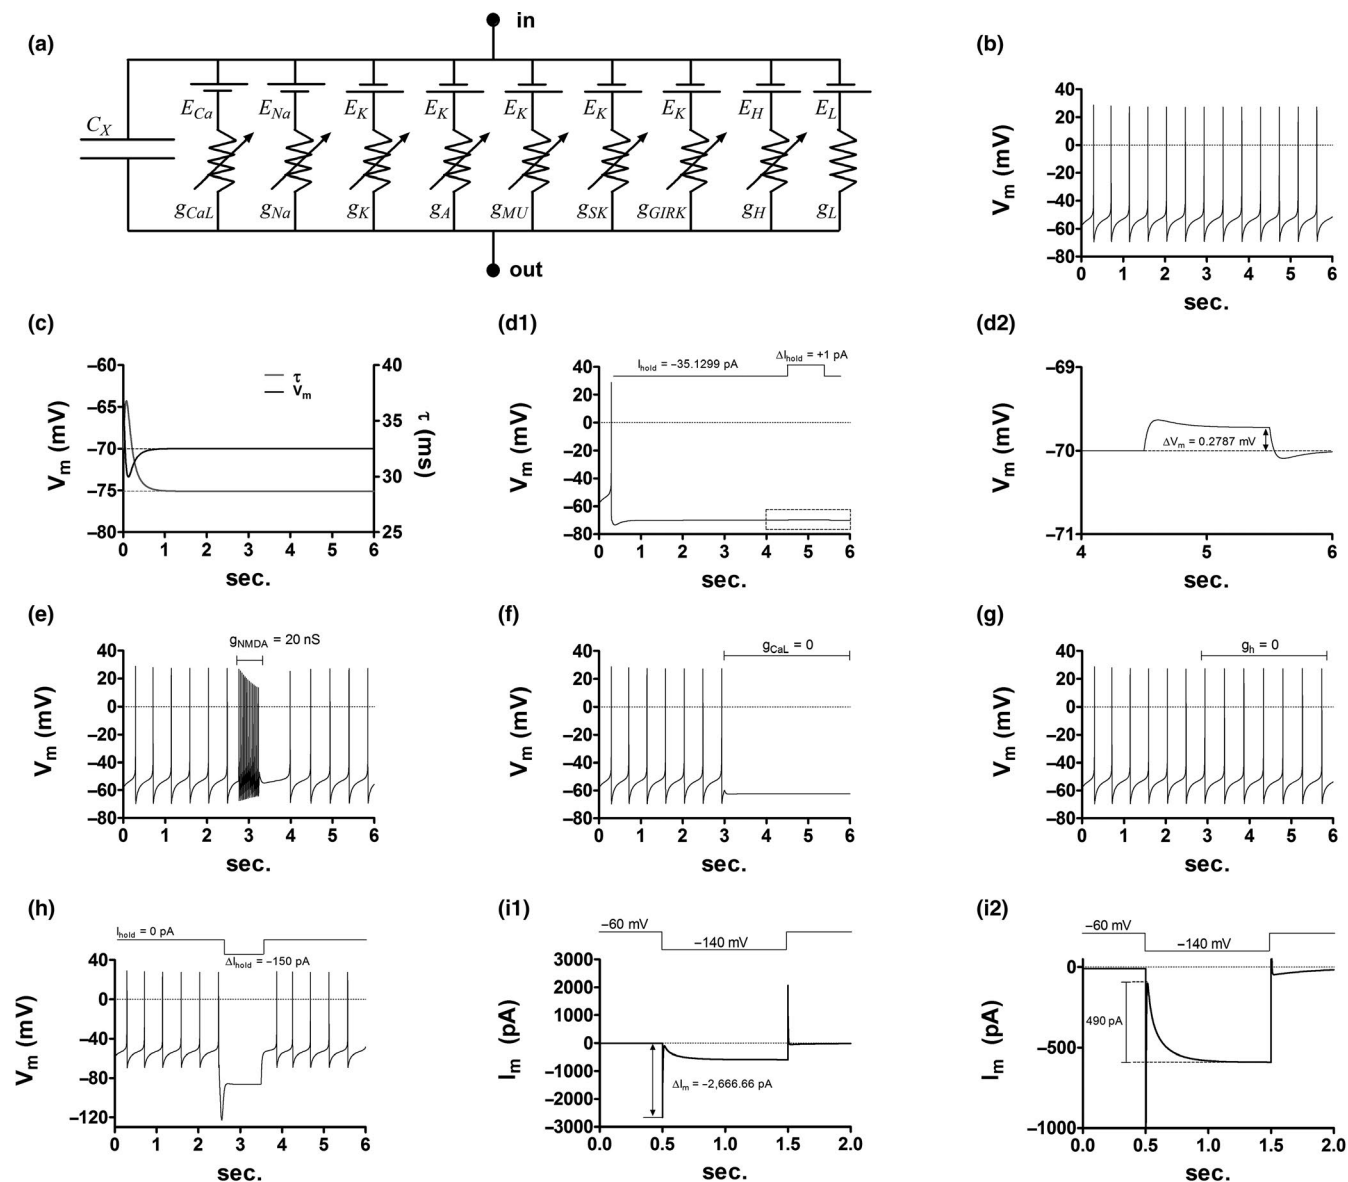 (a)
in
E_Ca E_Na E_K E_K E_K E_K E_K E_H E_L
C_X
g_CaL g_Na g_K g_A g_MU g_SK g_GIRK g_H g_L
out
(b)
V_m (mV)
40
20
0
−20
−40
−60
−80
0 1 2 3 4 5 6
sec.
(c)
V_m (mV)
−60
−65
−70
−75
−80
τ
V_m
40
35
30
25
τ (ms)
0 1 2 3 4 5 6
sec.
(d1)
I_hold = −35.1299 pA
ΔI_hold = +1 pA
V_m (mV)
40
20
0
−20
−40
−60
−80
0 1 2 3 4 5 6
sec.
(d2)
V_m (mV)
−69
−70
−71
ΔV_m = 0.2787 mV
4 5 6
sec.
(e)
g_NMDA = 20 nS
V_m (mV)
40
20
0
−20
−40
−60
−80
0 1 2 3 4 5 6
sec.
(f)
g_CaL = 0
V_m (mV)
40
20
0
−20
−40
−60
−80
0 1 2 3 4 5 6
sec.
(g)
g_h = 0
V_m (mV)
40
20
0
−20
−40
−60
−80
0 1 2 3 4 5 6
sec.
(h)
I_hold = 0 pA
ΔI_hold = −150 pA
V_m (mV)
40
0
−40
−80
−120
0 1 2 3 4 5 6
sec.
(i1)
−60 mV
−140 mV
I_m (pA)
3000
2000
1000
0
−1000
−2000
−3000
ΔI_m = −2,666.66 pA
0.0 0.5 1.0 1.5 2.0
sec.
(i2)
−60 mV
−140 mV
I_m (pA)
0
−500
−1000
490 pA
0.0 0.5 1.0 1.5 2.0
sec.